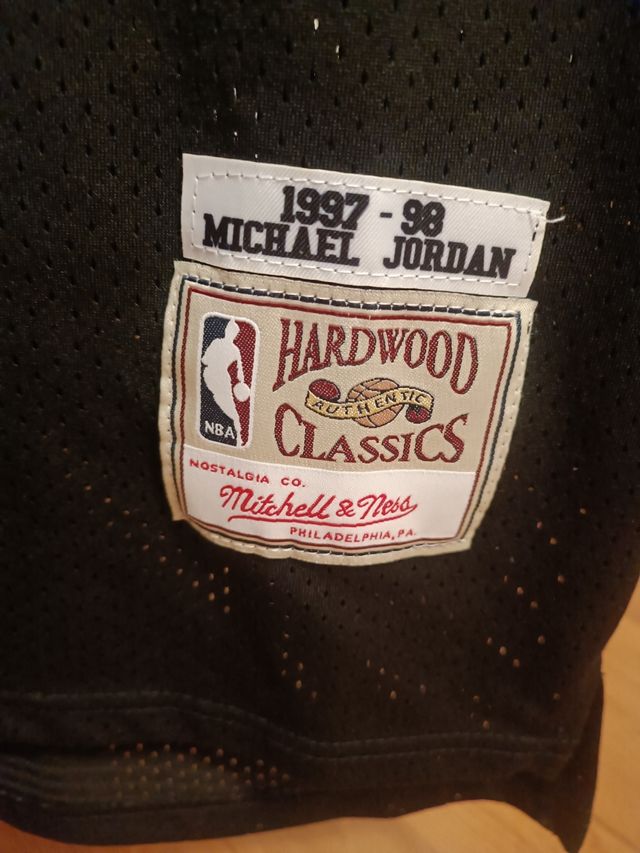 1997 - 98
MICHAEL JORDAN
HARDWOOD
AUTHENTIC
CLASSICS
NBA
NOSTALGIA CO.
Mitchell & Ness
PHILADELPHIA, PA.